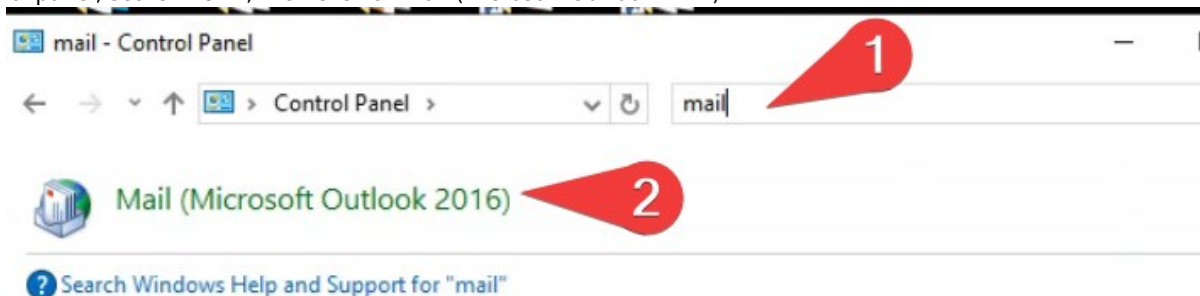 mail - Control Panel
1
Control Panel
mail
Mail (Microsoft Outlook 2016)
2
Search Windows Help and Support for "mail"